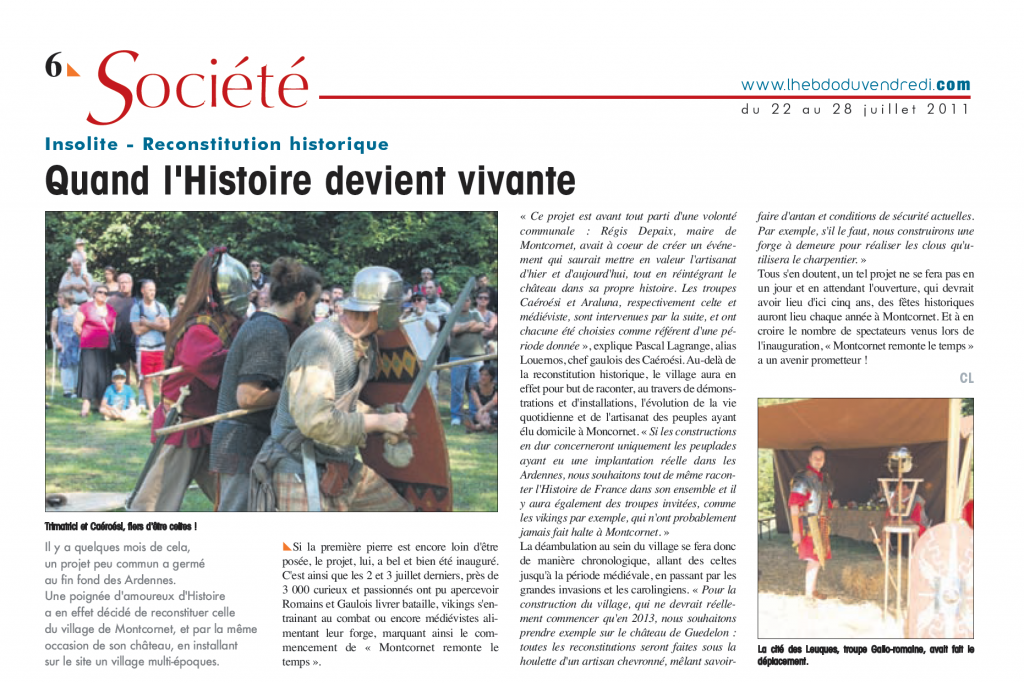 6
Société
www.lhebdoduvendredi.com
du 22 au 28 juillet 2011
Insolite - Reconstitution historique
Quand l'Histoire devient vivante
Trimatrici et Caéroési, fiers d'être celtes !
Il y a quelques mois de cela,
un projet peu commun a germé
au fin fond des Ardennes.
Une poignée d'amoureux d'Histoire
a en effet décidé de reconstituer celle
du village de Montcornet, et par la même
occasion de son château, en installant
sur le site un village multi-époques.
Si la première pierre est encore loin d'être
posée, le projet, lui, a bel et bien été inauguré.
C'est ainsi que les 2 et 3 juillet derniers, près de
3 000 curieux et passionnés ont pu apercevoir
Romains et Gaulois livrer bataille, vikings s'en-
trainant au combat ou encore médiévistes ali-
mentant leur forge, marquant ainsi le com-
mencement de « Montcornet remonte le
temps ».
« Ce projet est avant tout parti d'une volonté
communale : Régis Depaix, maire de
Montcornet, avait à coeur de créer un événe-
ment qui saurait mettre en valeur l'artisanat
d'hier et d'aujourd'hui, tout en réintégrant le
château dans sa propre histoire. Les troupes
Caéroési et Araluna, respectivement celte et
médiéviste, sont intervenues par la suite, et ont
chacune été choisies comme référent d'une pé-
riode donnée », explique Pascal Lagrange, alias
Louernos, chef gaulois des Caéroési. Au-delà de
la reconstitution historique, le village aura en
effet pour but de raconter, au travers de démons-
trations et d'installations, l'évolution de la vie
quotidienne et de l'artisanat des peuples ayant
élu domicile à Moncornet. « Si les constructions
en dur concerneront uniquement les peuplades
ayant eu une implantation réelle dans les
Ardennes, nous souhaitons tout de même racon-
ter l'Histoire de France dans son ensemble et il
y aura également des troupes invitées, comme
les vikings par exemple, qui n'ont probablement
jamais fait halte à Montcornet. »
La déambulation au sein du village se fera donc
de manière chronologique, allant des celtes
jusqu'à la période médiévale, en passant par les
grandes invasions et les carolingiens. « Pour la
construction du village, qui ne devrait réelle-
ment commencer qu'en 2013, nous souhaitons
prendre exemple sur le château de Guedelon :
toutes les reconstitutions seront faites sous la
houlette d'un artisan chevronné, mêlant savoir-
faire d'antan et conditions de sécurité actuelles.
Par exemple, s'il le faut, nous construirons une
forge à demeure pour réaliser les clous qu'u-
tilisera le charpentier. »
Tous s'en doutent, un tel projet ne se fera pas en
un jour et en attendant l'ouverture, qui devrait
avoir lieu d'ici cinq ans, des fêtes historiques
auront lieu chaque année à Montcornet. Et à en
croire le nombre de spectateurs venus lors de
l'inauguration, « Montcornet remonte le temps »
a un avenir prometteur !
CL
La cité des Leuques, troupe Gallo-romaine, avait fait le
déplacement.